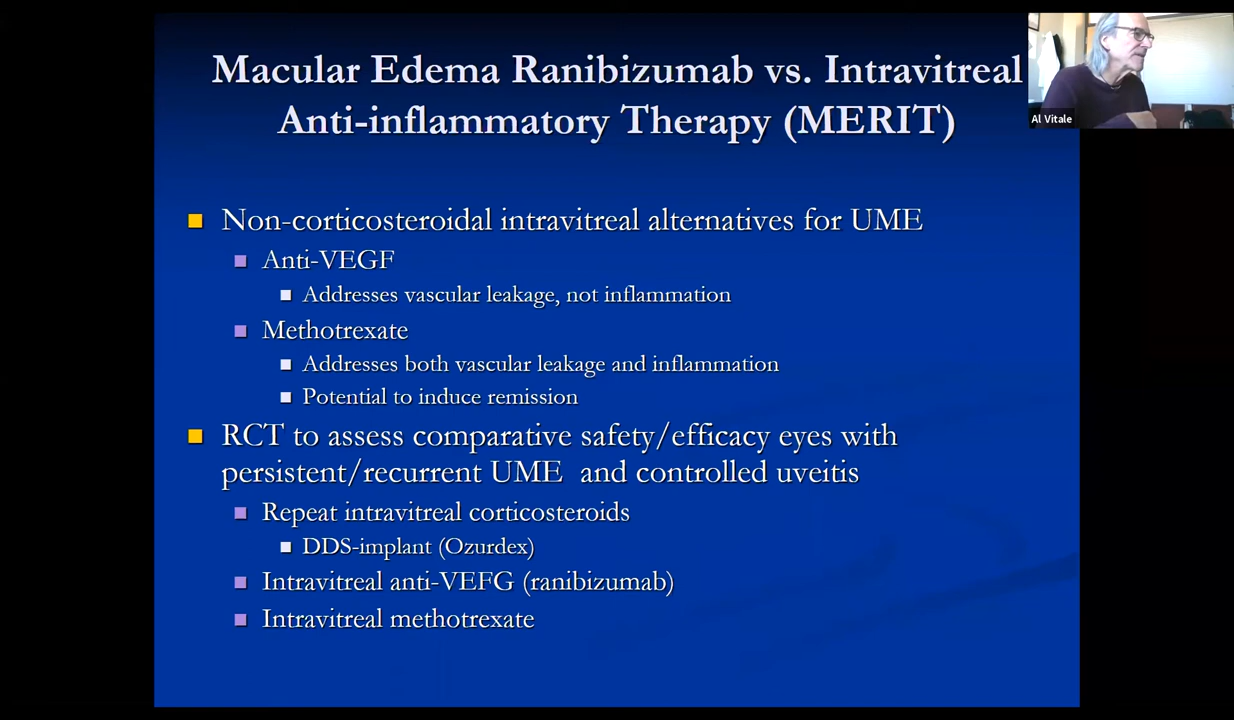 Macular Edema Ranibizumab vs. Intravitreal
Anti-inflammatory Therapy (MERIT)
Al Vitale
Non-corticosteroidal intravitreal alternatives for UME
Anti-VEGF
Addresses vascular leakage, not inflammation
Methotrexate
Addresses both vascular leakage and inflammation
Potential to induce remission
RCT to assess comparative safety/efficacy eyes with
persistent/recurrent UME and controlled uveitis
Repeat intravitreal corticosteroids
DDS-implant (Ozurdex)
Intravitreal anti-VEFG (ranibizumab)
Intravitreal methotrexate